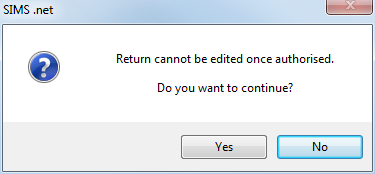 SIMS .net
Return cannot be edited once authorised.
Do you want to continue?
Yes No